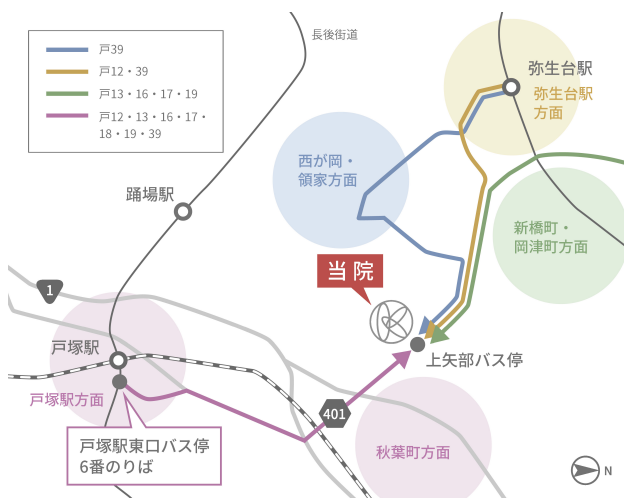 戸39
戸12・39
戸13・16・17・19
戸12・13・16・17・
18・19・39
長後街道
弥生台駅
弥生台駅
方面
西が岡・
領家方面
踊場駅
新橋町・
岡津町方面
当院
1
戸塚駅
上矢部バス停
戸塚駅方面
401
戸塚駅東口バス停
6番のりば
秋葉町方面
N